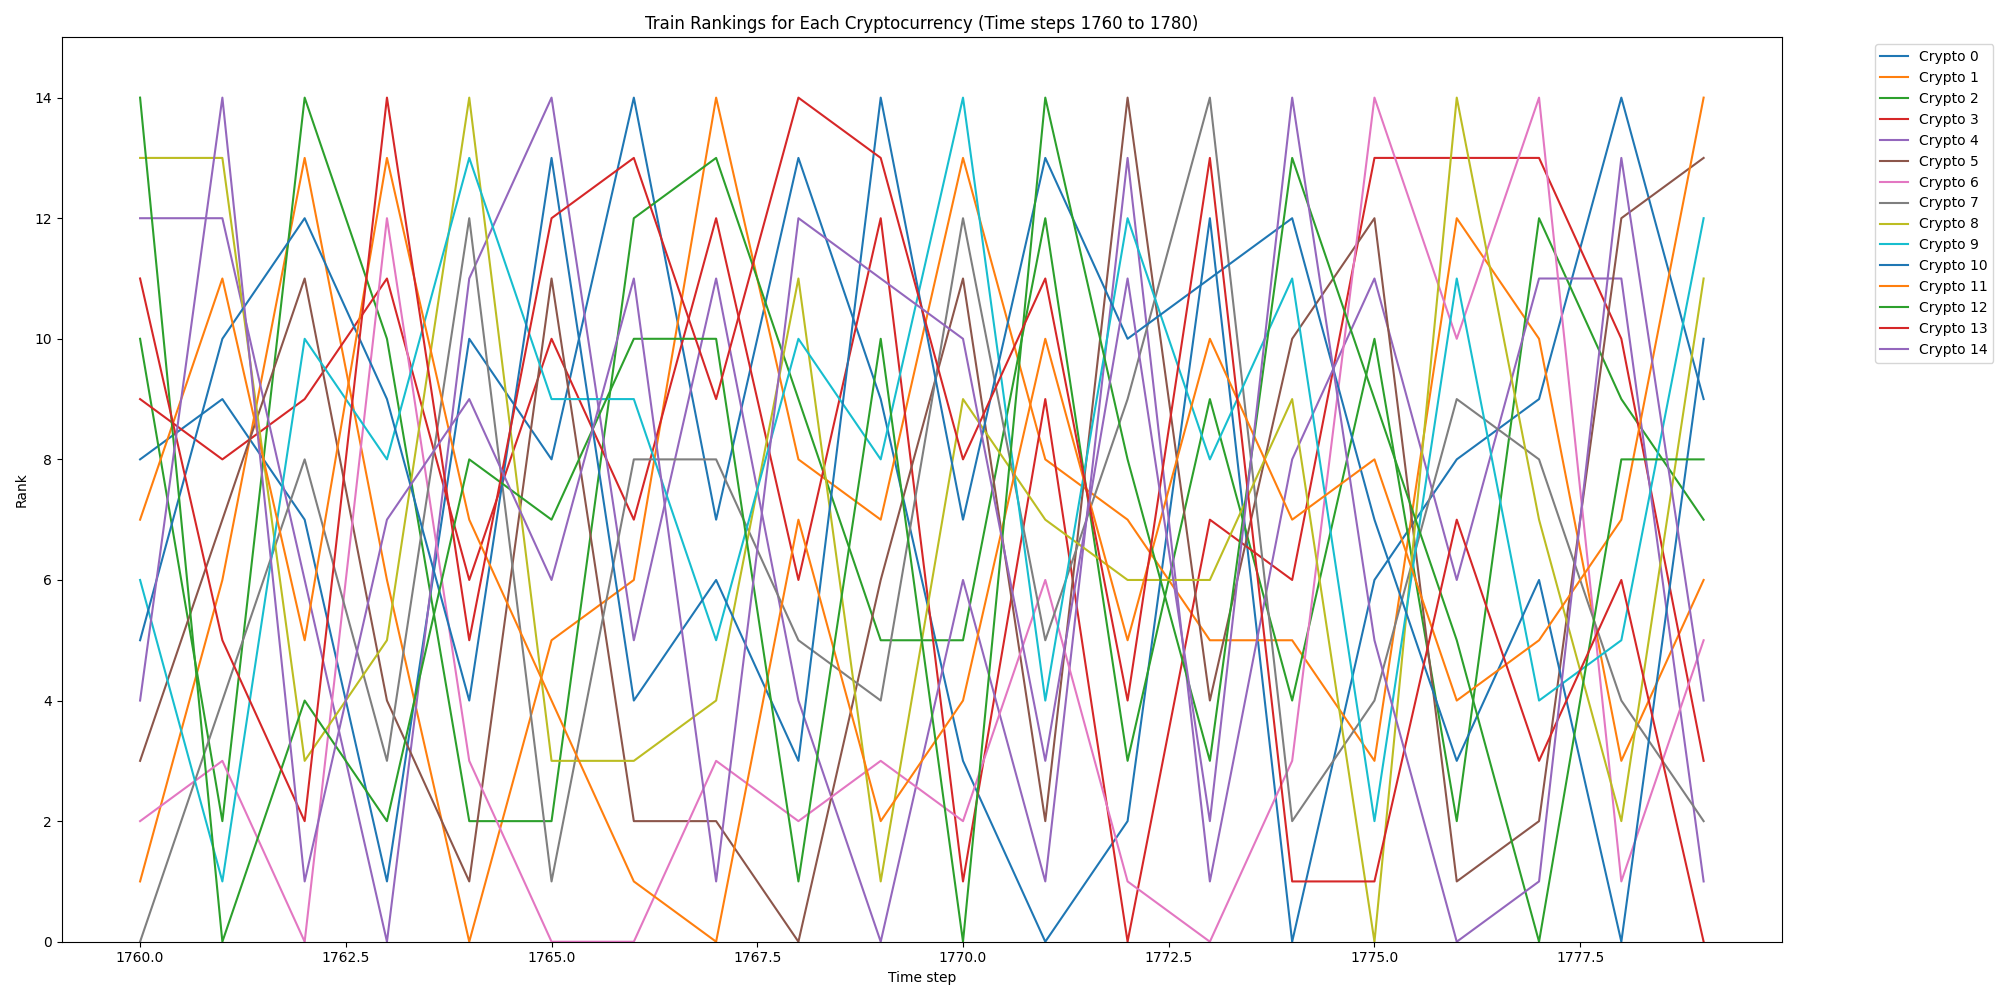 Train Rankings for Each Cryptocurrency (Time steps 1760 to 1780)
Rank
14
12
10
8
6
4
2
0
1760.0
1762.5
1765.0
1767.5
1770.0
1772.5
1775.0
1777.5
Time step
Crypto 0
Crypto 1
Crypto 2
Crypto 3
Crypto 4
Crypto 5
Crypto 6
Crypto 7
Crypto 8
Crypto 9
Crypto 10
Crypto 11
Crypto 12
Crypto 13
Crypto 14